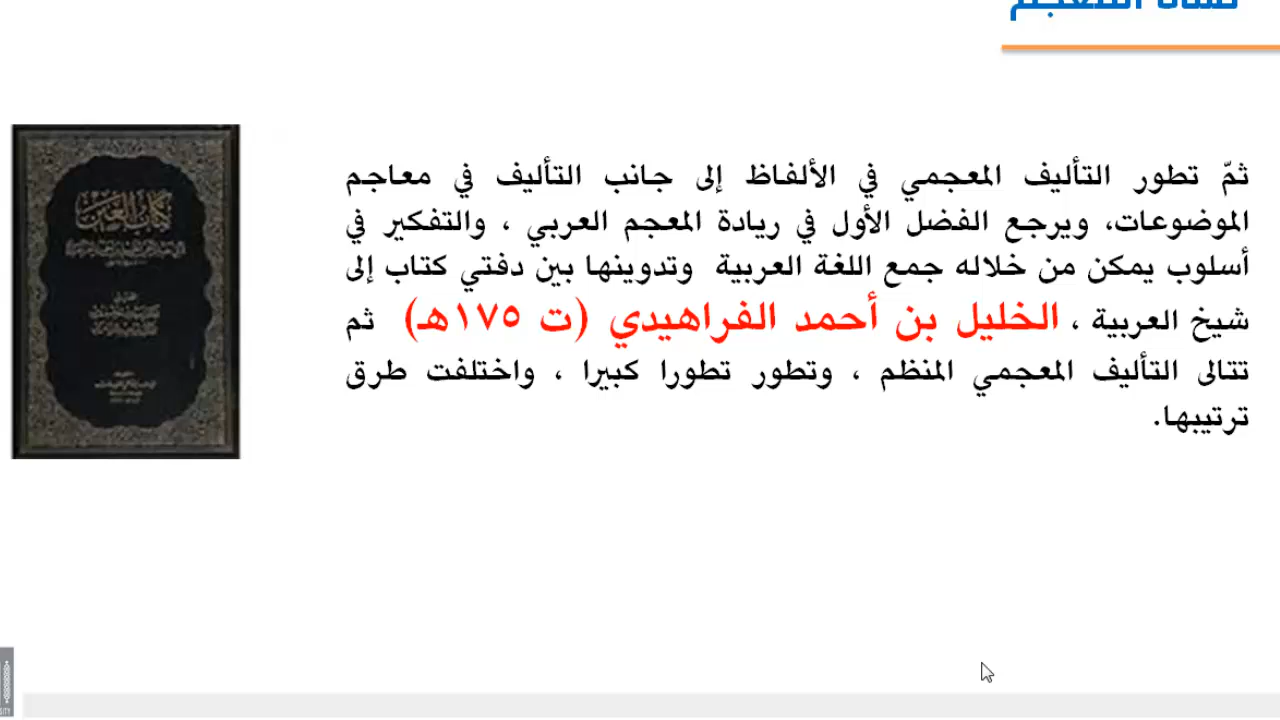 ثمّ تطور التأليف المعجمي في الألفاظ إلى جانب التأليف في معاجم
الموضوعات، ويرجع الفضل الأول في ريادة المعجم العربي ، والتفكير في
أسلوب يمكن من خلاله جمع اللغة العربية وتدوينها بين دفتي كتاب إلى
شيخ العربية ، الخليل بن أحمد الفراهيدي (ت ١٧٥هـ) ثم
تتالى التأليف المعجمي المنظم ، وتطور تطورا كبيرا ، واختلفت طرق
ترتيبها.
كتاب العين